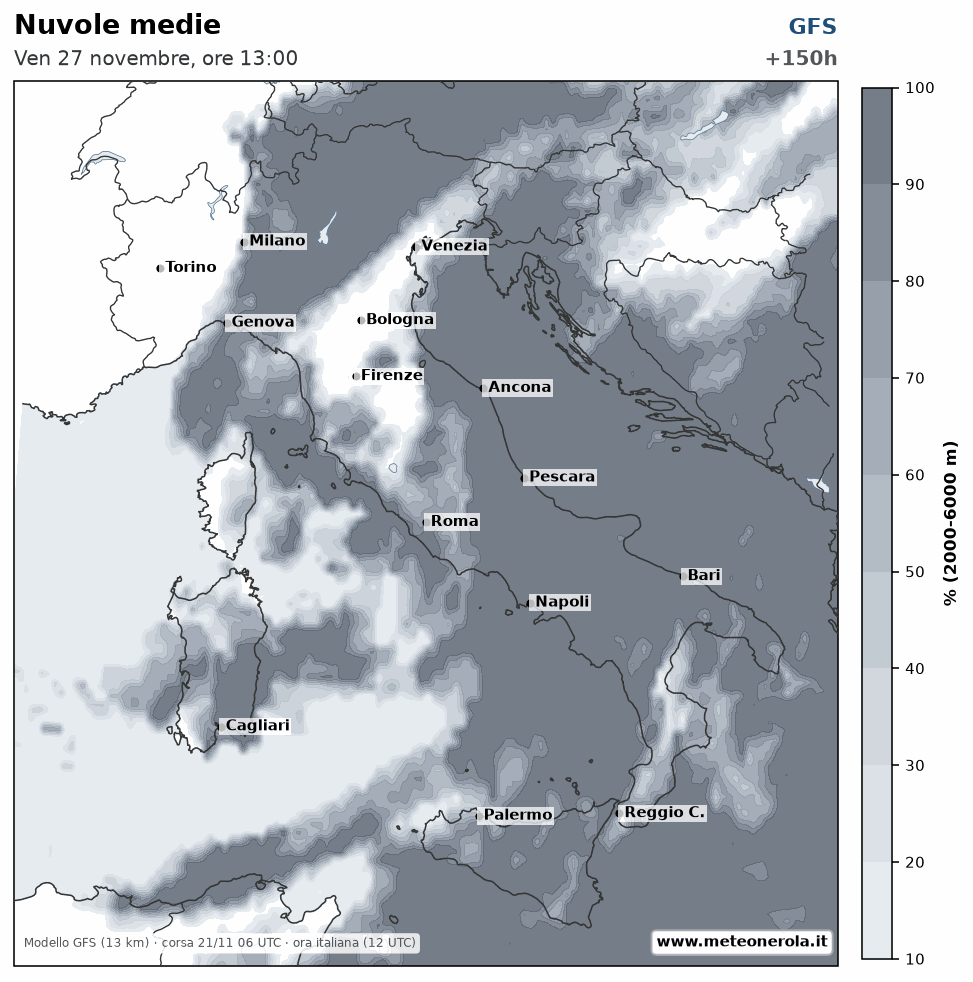 Nuvole medie
GFS
Ven 27 novembre, ore 13:00
+150h
100
90
80
70
60
50
40
30
20
10
% (2000-6000 m)
Milano
Venezia
Torino
Genova
Bologna
Firenze
Ancona
Pescara
Roma
Bari
Napoli
Cagliari
Palermo
Reggio C.
Modello GFS (13 km) · corsa 21/11 06 UTC · ora italiana (12 UTC)
www.meteonerola.it